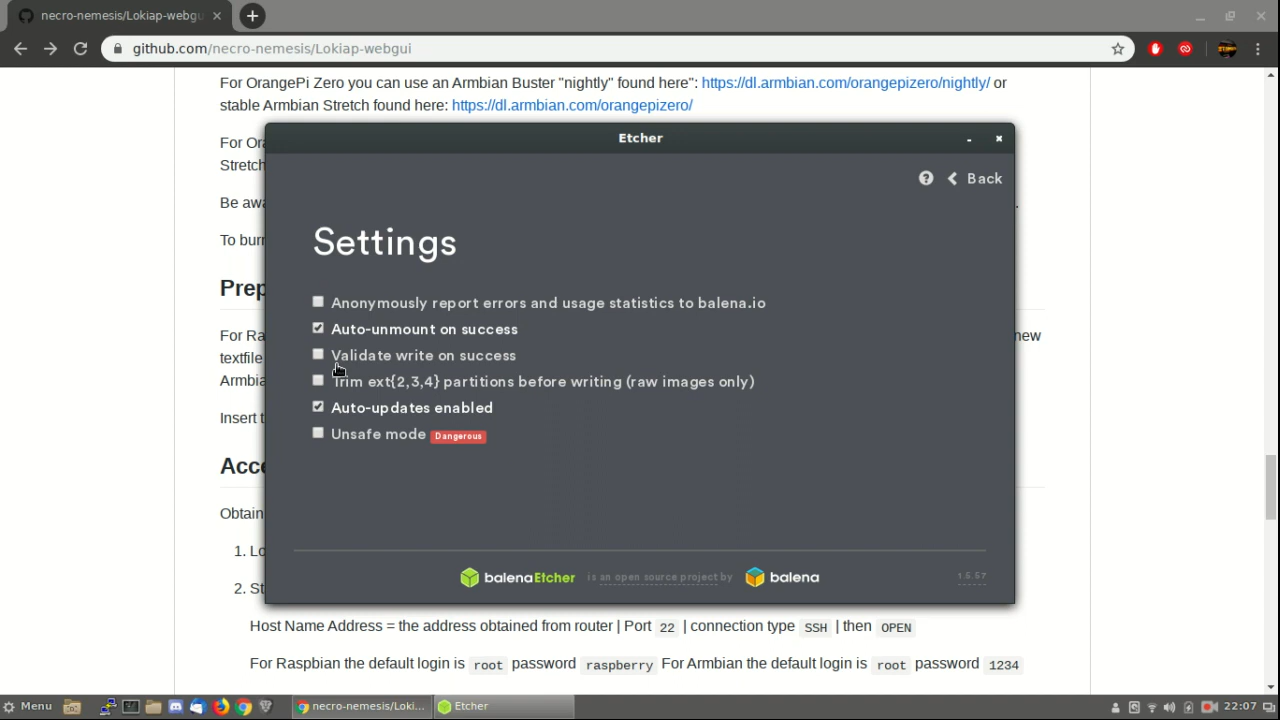 necro-nemesis/Lokiap-webgu
github.com/necro-nemesis/Lokiap-webgui
For OrangePi Zero you can use an Armbian Buster "nightly" found here": https://dl.armbian.com/orangepizero/nightly/ or
stable Armbian Stretch found here: https://dl.armbian.com/orangepizero/
For Ora
Stretch
Be awa
.
To burn
Prep
For Ra
new
textfile
Armbia
Insert t
Acce
Obtain
1. Lo
2. St
Etcher
Back
Settings
Anonymously report errors and usage statistics to balena.io
Auto-unmount on success
Validate write on success
Trim ext{2,3,4} partitions before writing (raw images only)
Auto-updates enabled
Unsafe mode Dangerous
balenaEtcher is an open source project by balena 1.5.57
Host Name Address = the address obtained from router | Port 22 | connection type SSH | then OPEN
For Raspbian the default login is root password raspberry For Armbian the default login is root password 1234
Menu necro-nemesis/Loki... Etcher 22:07